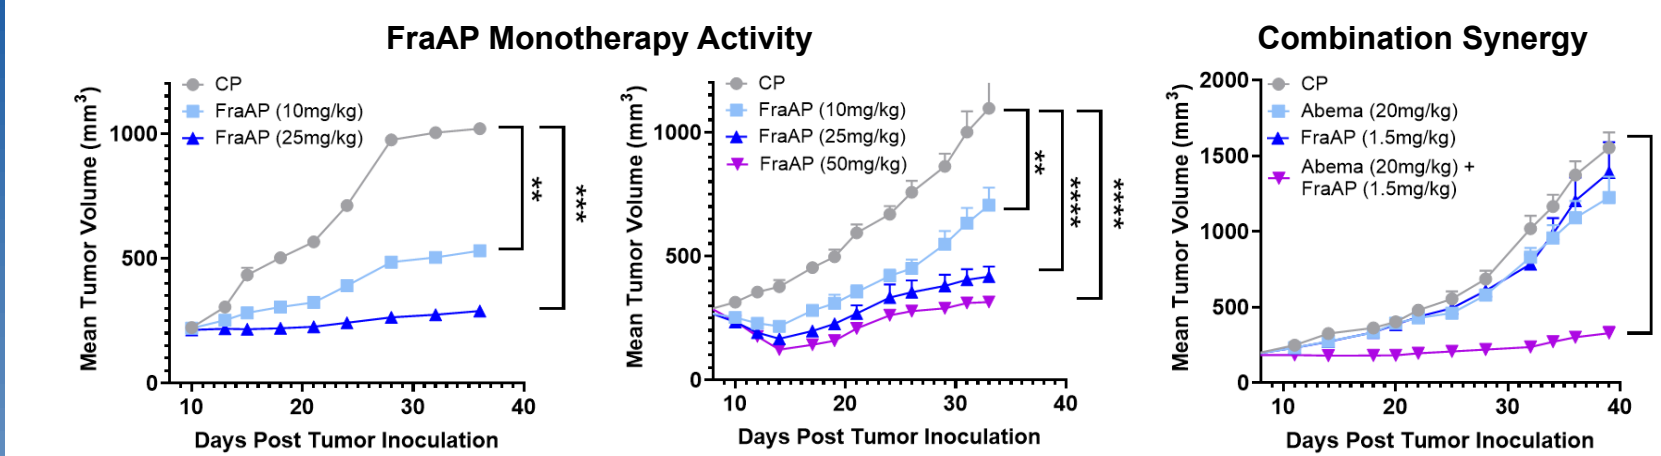 FraAP Monotherapy Activity
Combination Synergy
CP
FraAP (10mg/kg)
FraAP (25mg/kg)
Mean Tumor Volume (mm³)
1000
500
0
10
20
30
40
Days Post Tumor Inoculation
**
***
CP
FraAP (10mg/kg)
FraAP (25mg/kg)
FraAP (50mg/kg)
Mean Tumor Volume (mm³)
1000
500
0
10
20
30
40
Days Post Tumor Inoculation
**
****
****
CP
Abema (20mg/kg)
FraAP (1.5mg/kg)
Abema (20mg/kg) +
FraAP (1.5mg/kg)
Mean Tumor Volume (mm³)
2000
1500
1000
500
0
10
20
30
40
Days Post Tumor Inoculation